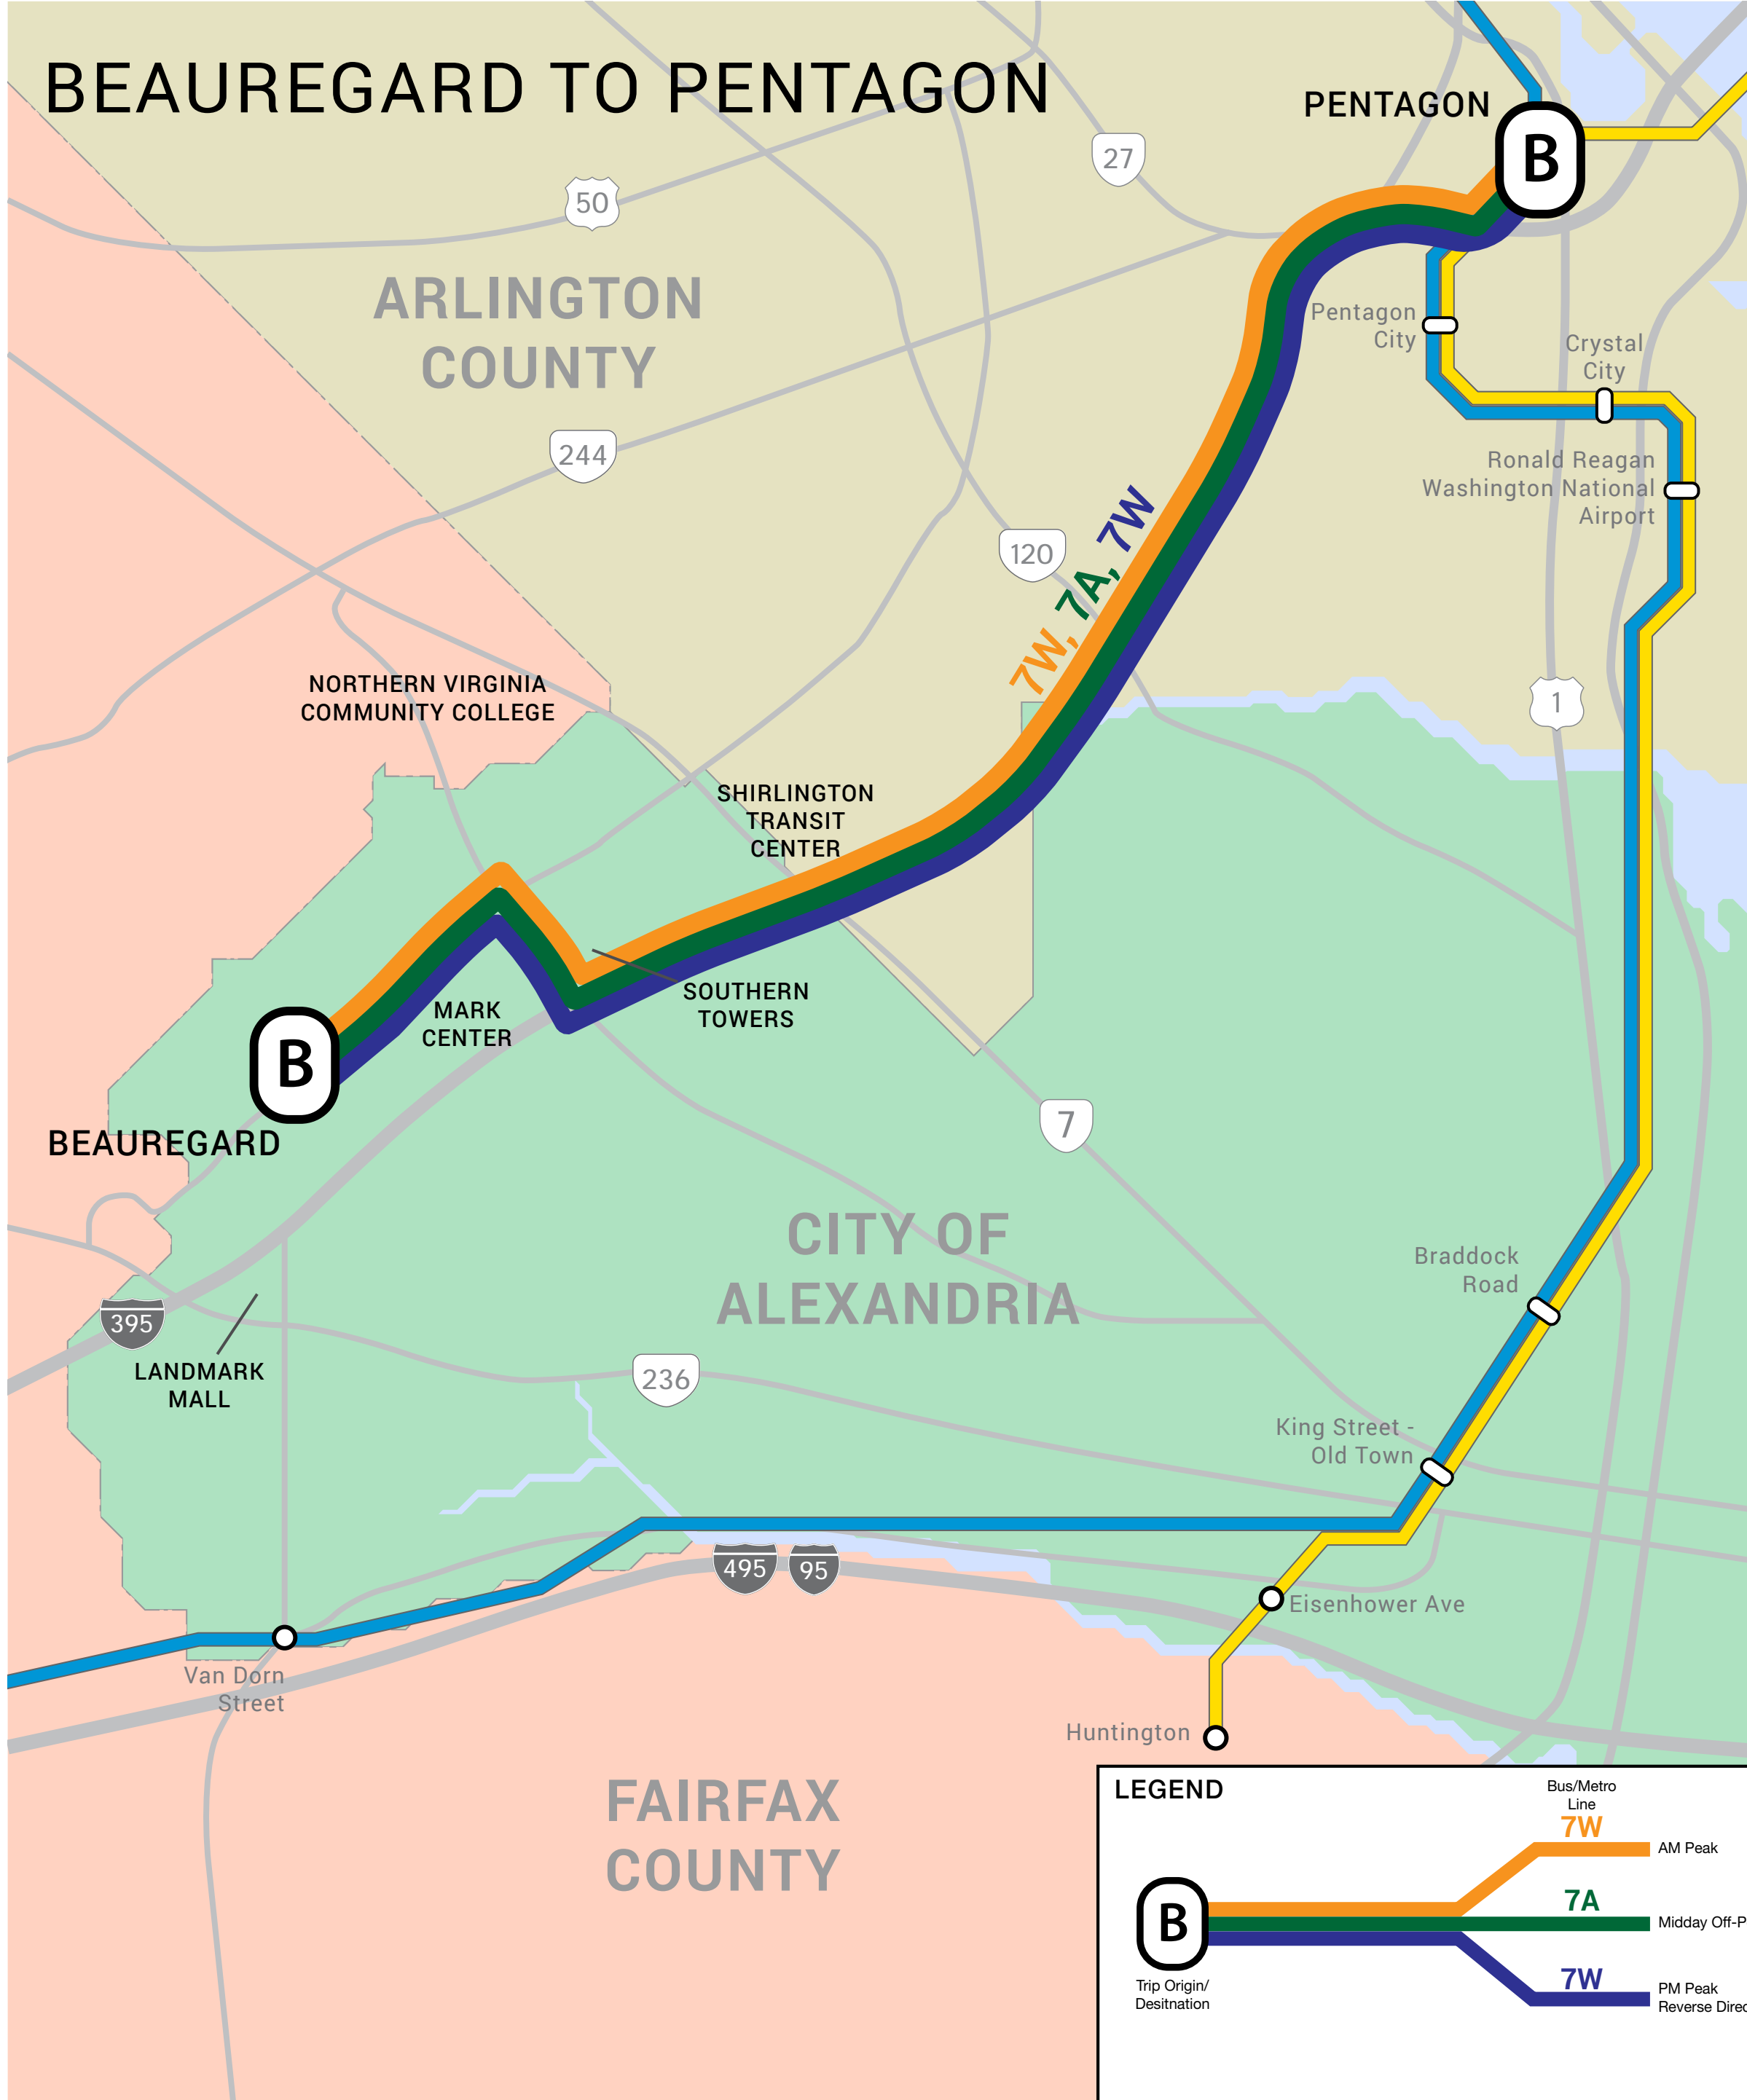 BEAUREGARD TO PENTAGON
PENTAGON
B
27
50
ARLINGTON
COUNTY
Pentagon
City
Crystal
City
244
Ronald Reagan
Washington National
Airport
120
7W, 7A, 7W
1
NORTHERN VIRGINIA
COMMUNITY COLLEGE
SHIRLINGTON
TRANSIT
CENTER
SOUTHERN
TOWERS
MARK
CENTER
B
BEAUREGARD
7
CITY OF
ALEXANDRIA
Braddock
Road
395
LANDMARK
MALL
236
King Street -
Old Town
495
95
Eisenhower Ave
Van Dorn
Street
Huntington
FAIRFAX
COUNTY
LEGEND
Bus/Metro
Line
7W
AM Peak
7A
Midday Off-P
B
7W
PM Peak
Reverse Direc
Trip Origin/
Desitnation